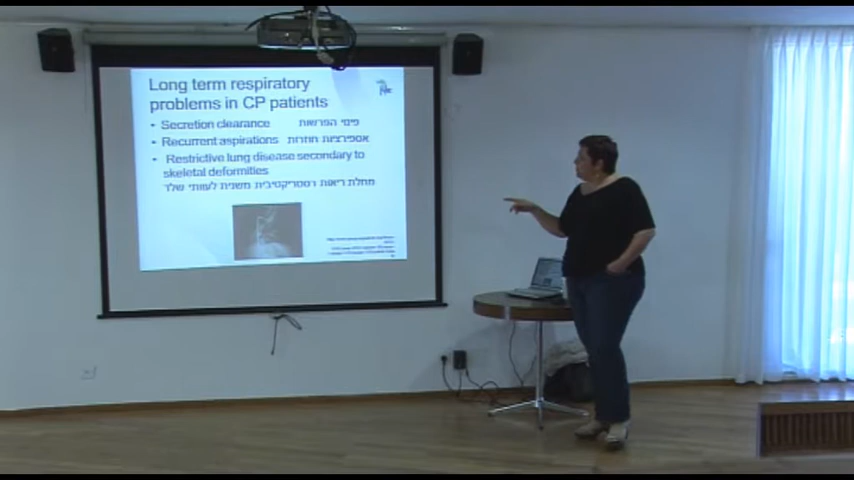 Long term respiratory
problems in CP patients
• Secretion clearance פינוי הפרשות
• Recurrent aspirations אספירציות חוזרות
• Restrictive lung disease secondary to
skeletal deformities
מחלת ריאות רסטריקטיבית משנית לעוותי שלד